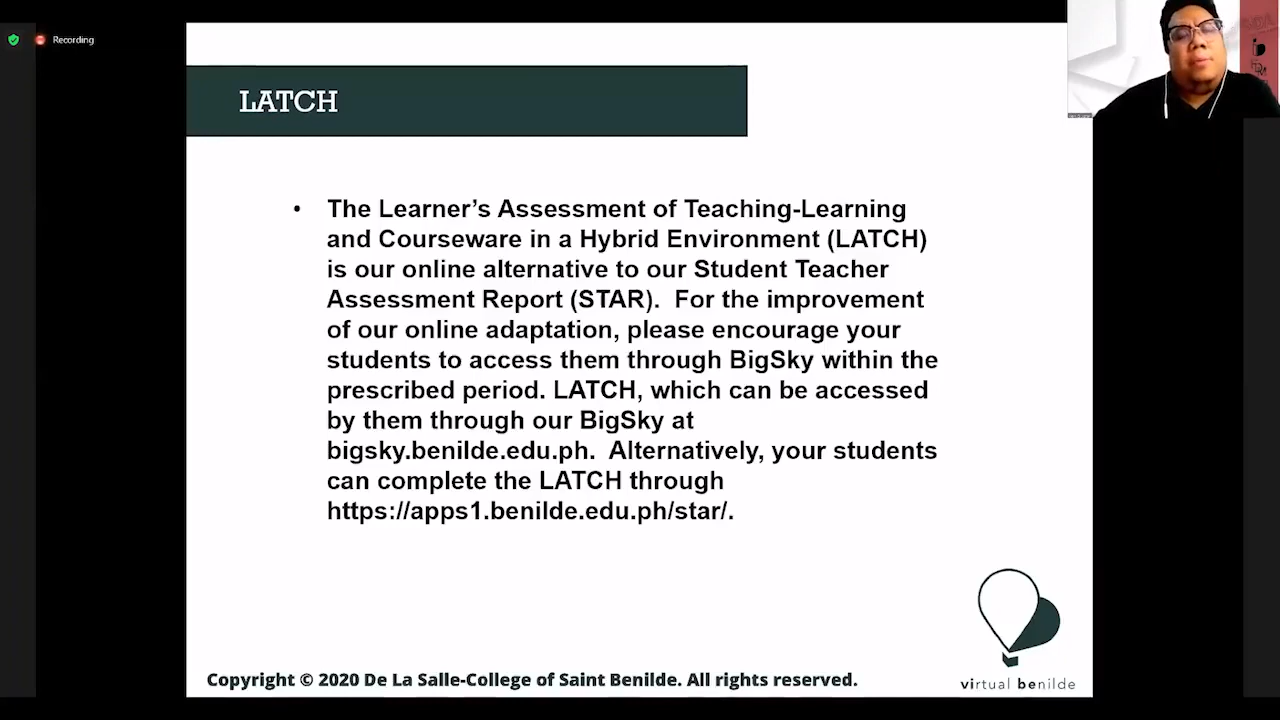 Recording
LATCH
• The Learner’s Assessment of Teaching-Learning
and Courseware in a Hybrid Environment (LATCH)
is our online alternative to our Student Teacher
Assessment Report (STAR).  For the improvement
of our online adaptation, please encourage your
students to access them through BigSky within the
prescribed period. LATCH, which can be accessed
by them through our BigSky at
bigsky.benilde.edu.ph.  Alternatively, your students
can complete the LATCH through
https://apps1.benilde.edu.ph/star/.
virtual benilde
Copyright © 2020 De La Salle-College of Saint Benilde. All rights reserved.